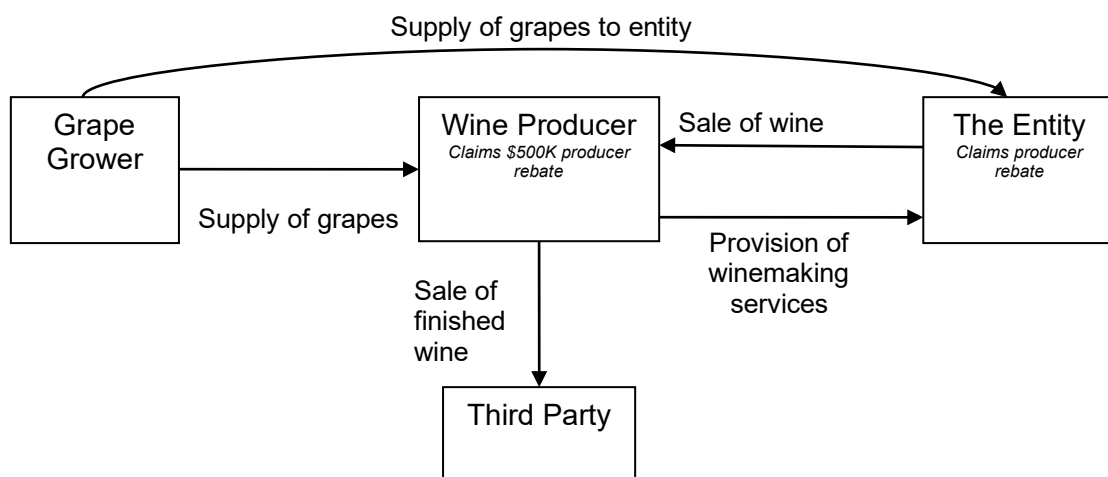 Supply of grapes to entity
Grape
Grower
Wine Producer
Claims $500K producer
rebate
Sale of wine
The Entity
Claims producer
rebate
Supply of grapes
Provision of
winemaking
services
Sale of
finished
wine
Third Party